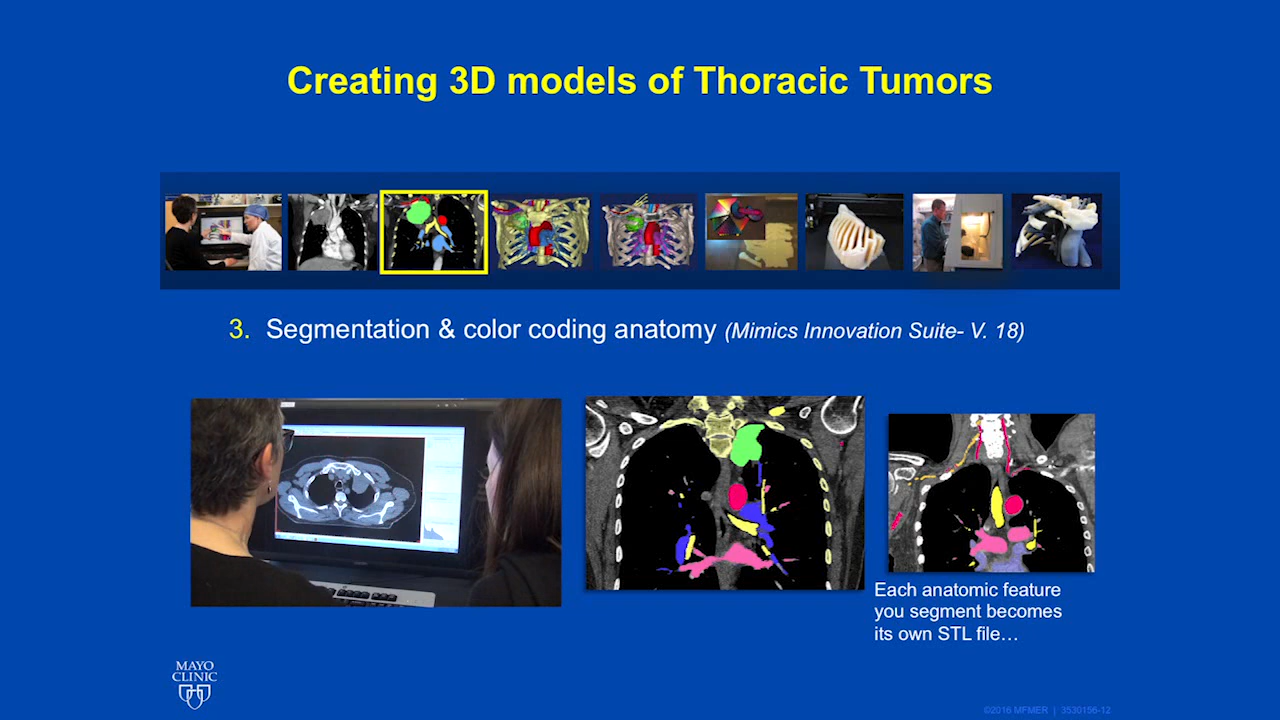 Creating 3D models of Thoracic Tumors
3. Segmentation & color coding anatomy (Mimics Innovation Suite- V. 18)
Each anatomic feature
you segment becomes
its own STL file…
MAYO
CLINIC
©2016 MFMER | 3530156-12